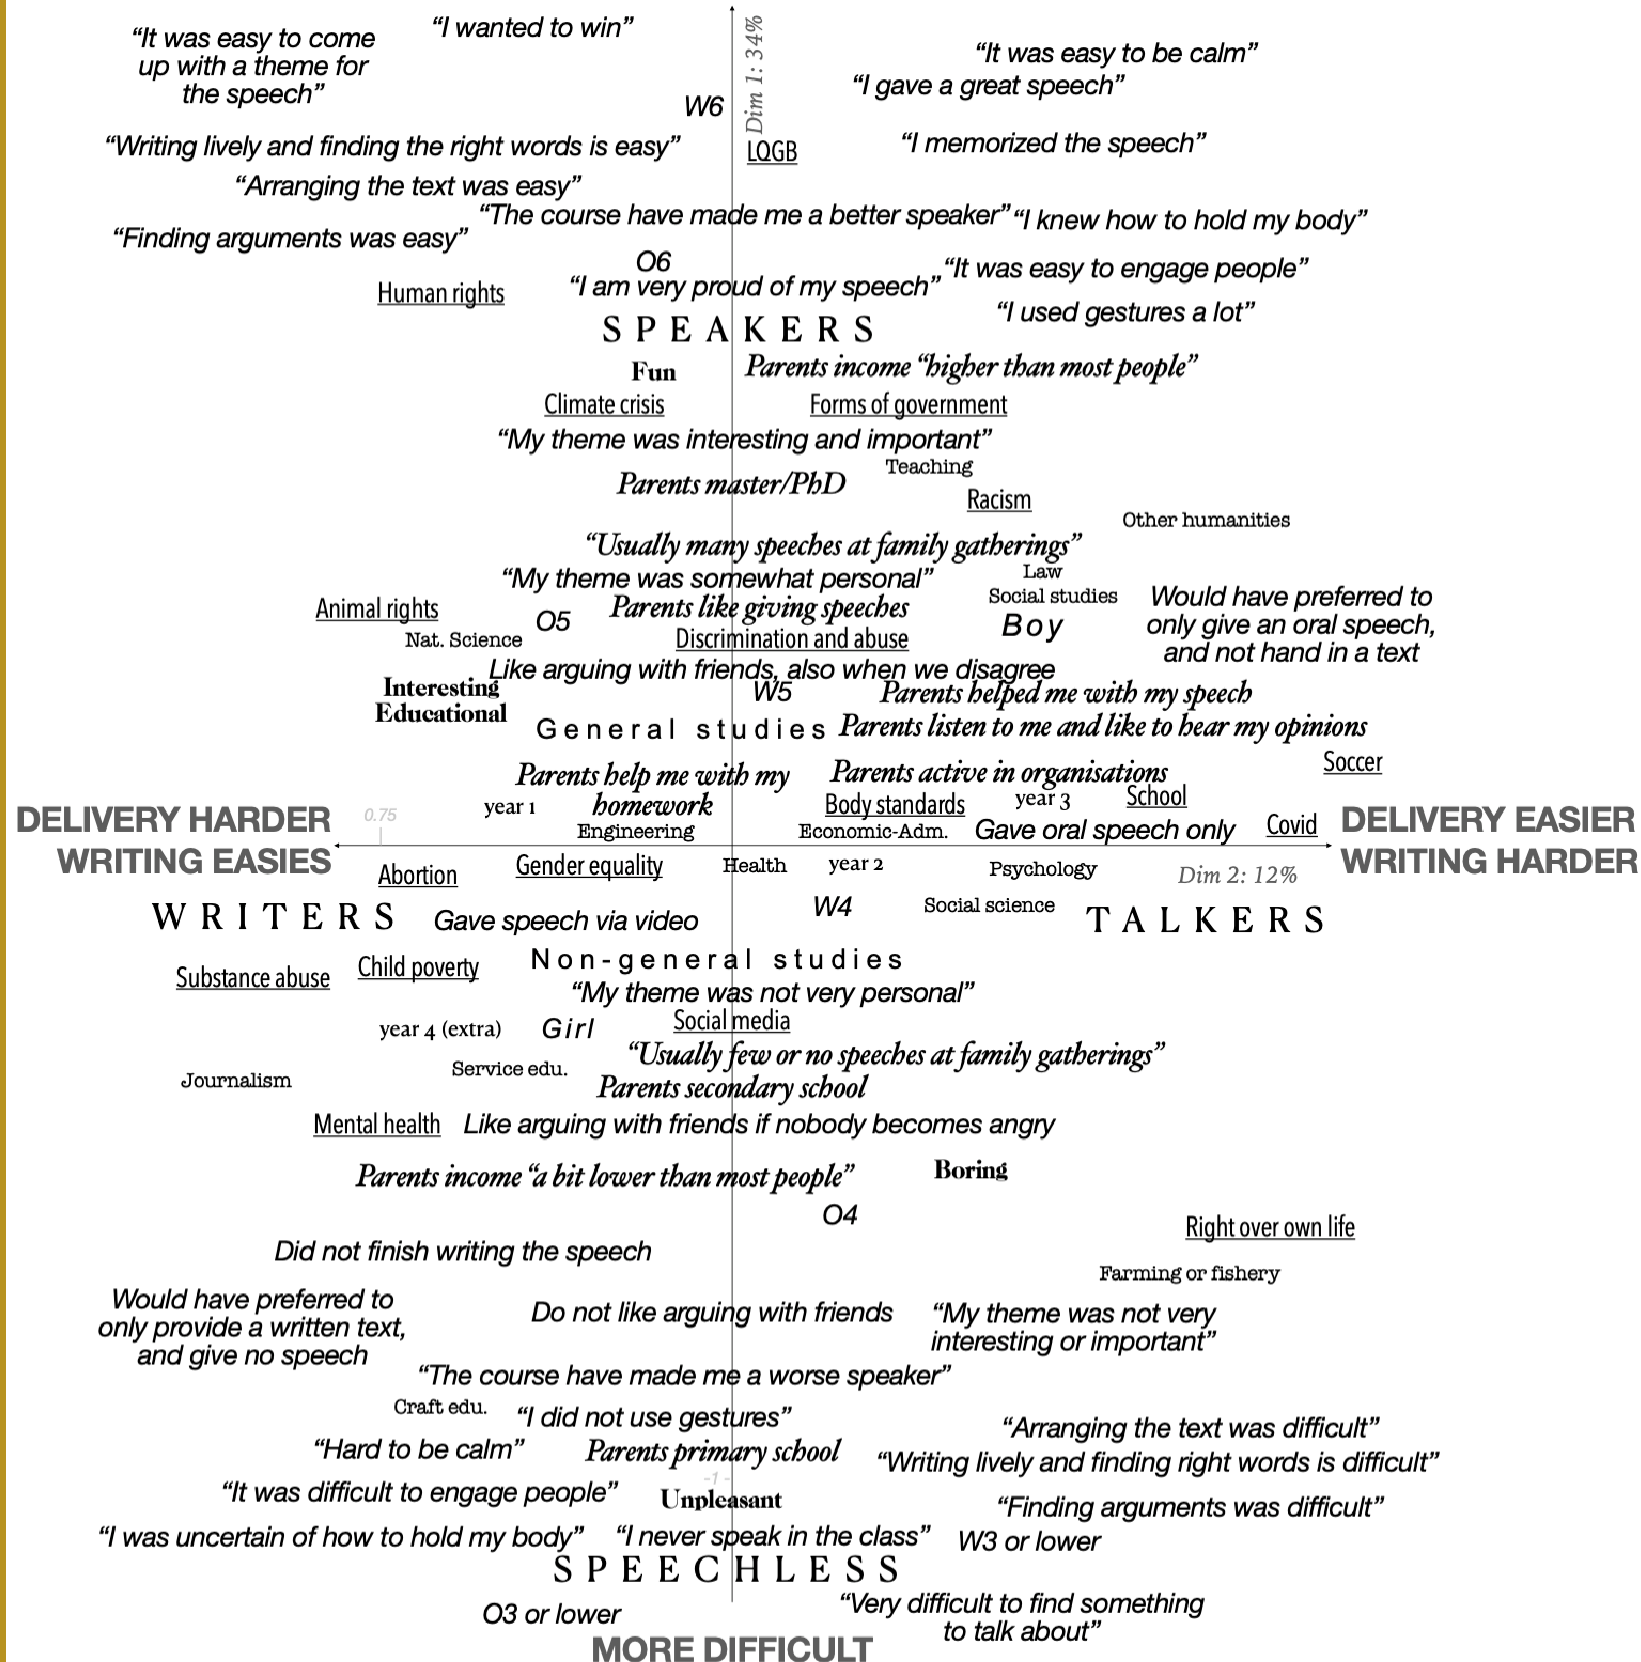 “I wanted to win”
“It was easy to come
up with a theme for
the speech”
Dim 1: 34%
“It was easy to be calm”
“I gave a great speech”
W6
“Writing lively and finding the right words is easy”
LQGB
“I memorized the speech”
“Arranging the text was easy”
“The course have made me a better speaker”
“I knew how to hold my body”
“Finding arguments was easy”
O6
“It was easy to engage people”
“I am very proud of my speech”
Human rights
“I used gestures a lot”
SPEAKERS
Fun
Parents income “higher than most people”
Climate crisis
Forms of government
“My theme was interesting and important”
Teaching
Parents master/PhD
Racism
Other humanities
“Usually many speeches at family gatherings”
“My theme was somewhat personal”
Law
Social studies
Would have preferred to
only give an oral speech,
and not hand in a text
Animal rights
O5
Parents like giving speeches
Boy
Nat. Science
Discrimination and abuse
Like arguing with friends, also when we disagree
Interesting
Educational
W5
Parents helped me with my speech
General studies
Parents listen to me and like to hear my opinions
Soccer
Parents help me with my
homework
Parents active in organisations
year 1
Body standards
year 3
School
DELIVERY HARDER
WRITING EASIES
0.75
Engineering
Economic-Adm.
Gave oral speech only
Covid
DELIVERY EASIER
WRITING HARDER
Abortion
Gender equality
Health
year 2
Psychology
Dim 2: 12%
WRITERS
Gave speech via video
W4
Social science
TALKERS
Non-general studies
Substance abuse
Child poverty
“My theme was not very personal”
year 4 (extra)
Girl
Social media
“Usually few or no speeches at family gatherings”
Service edu.
Journalism
Parents secondary school
Mental health
Like arguing with friends if nobody becomes angry
Parents income “a bit lower than most people”
Boring
O4
Right over own life
Did not finish writing the speech
Farming or fishery
Would have preferred to
only provide a written text,
and give no speech
Do not like arguing with friends
“My theme was not very
interesting or important”
“The course have made me a worse speaker”
Craft edu.
“I did not use gestures”
“Arranging the text was difficult”
“Hard to be calm”
Parents primary school
“Writing lively and finding right words is difficult”
-1
“It was difficult to engage people”
Unpleasant
“Finding arguments was difficult”
“I was uncertain of how to hold my body”
“I never speak in the class”
W3 or lower
SPEECHLESS
O3 or lower
“Very difficult to find something
to talk about”
MORE DIFFICULT